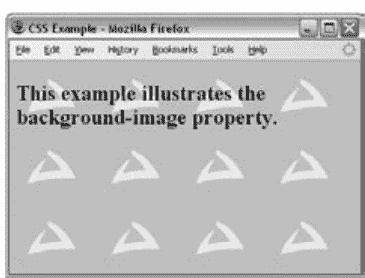 CSS Example - Mozilla Firefox
File Edit View History Bookmarks Tools Help
This example illustrates the
background-image property.